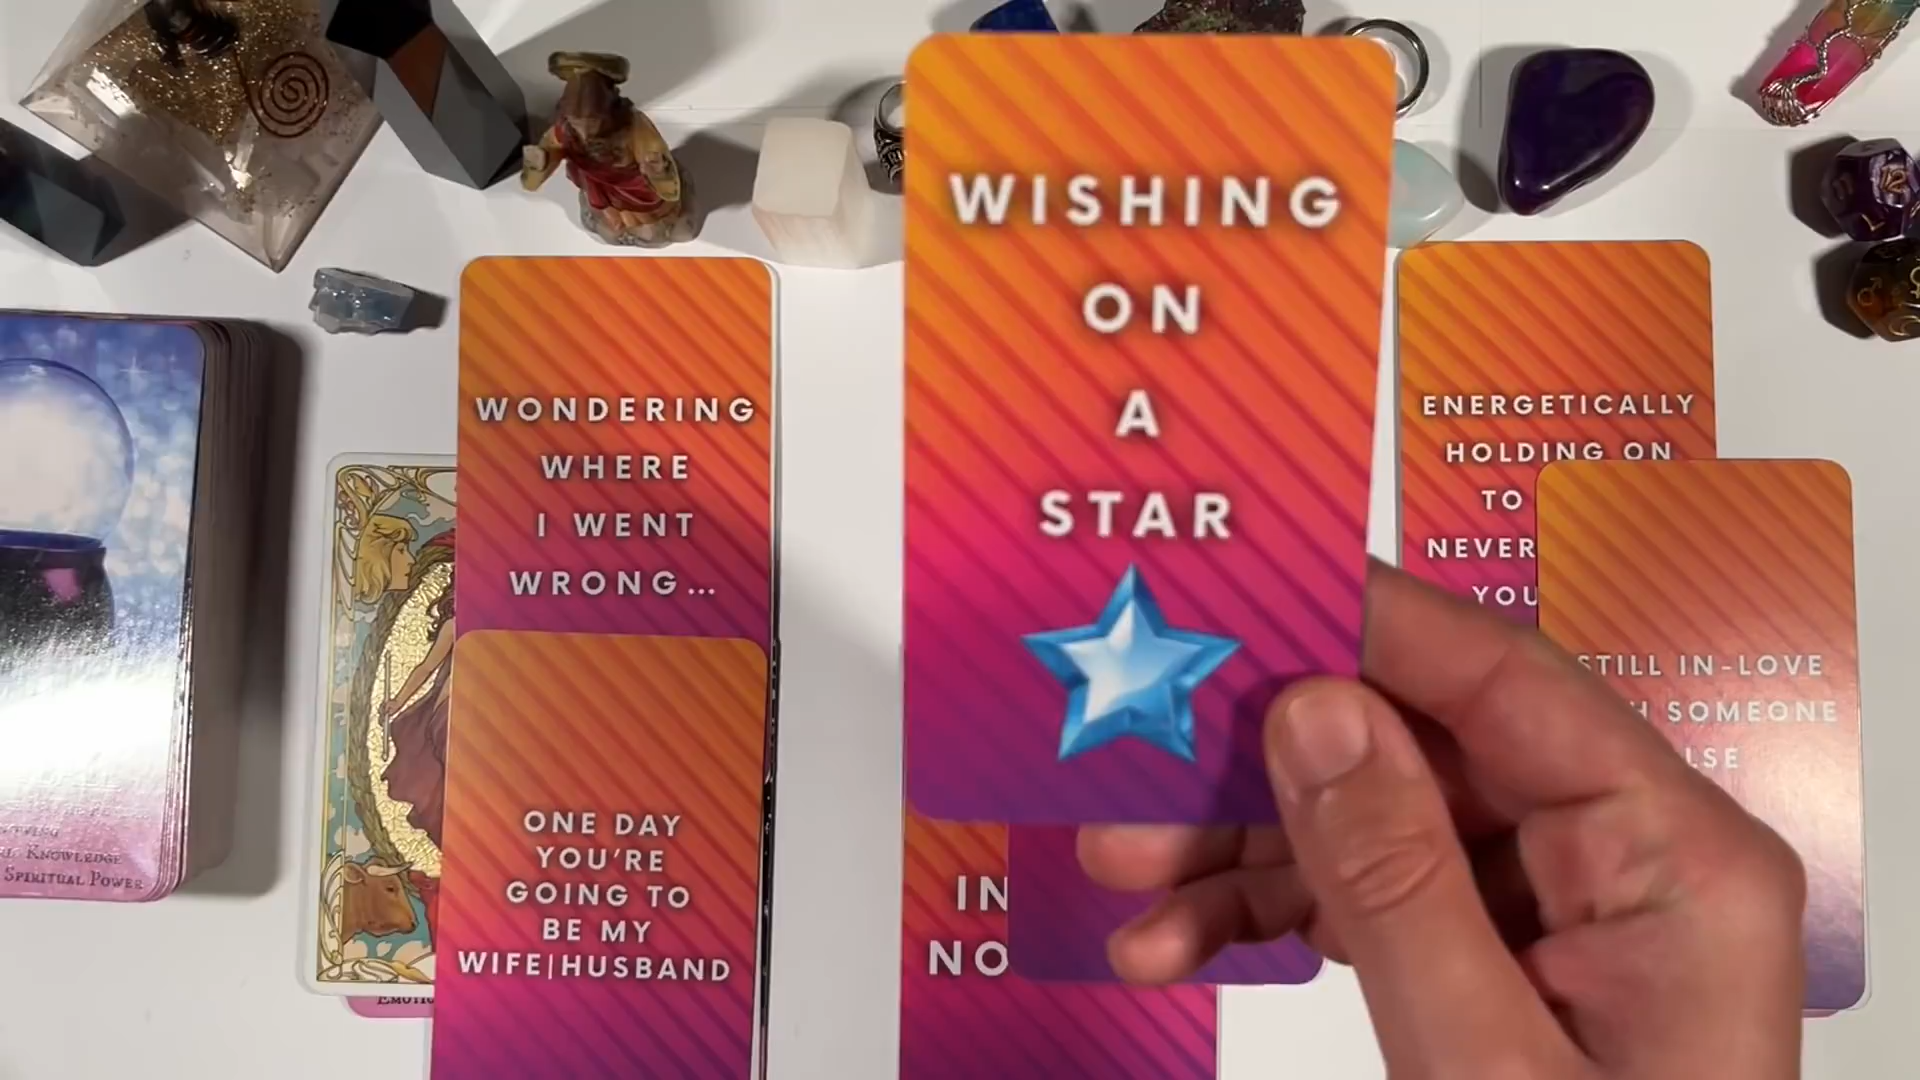 WISHING
ON
A
STAR
WONDERING
WHERE
I WENT
WRONG...
ONE DAY
YOU'RE
GOING TO
BE MY
WIFE|HUSBAND
ENERGETICALLY
HOLDING ON
TO
NEVER
YOU
STILL IN-LOVE
SOMEONE
IN
NO
KNOWLEDGE
SPIRITUAL POWER